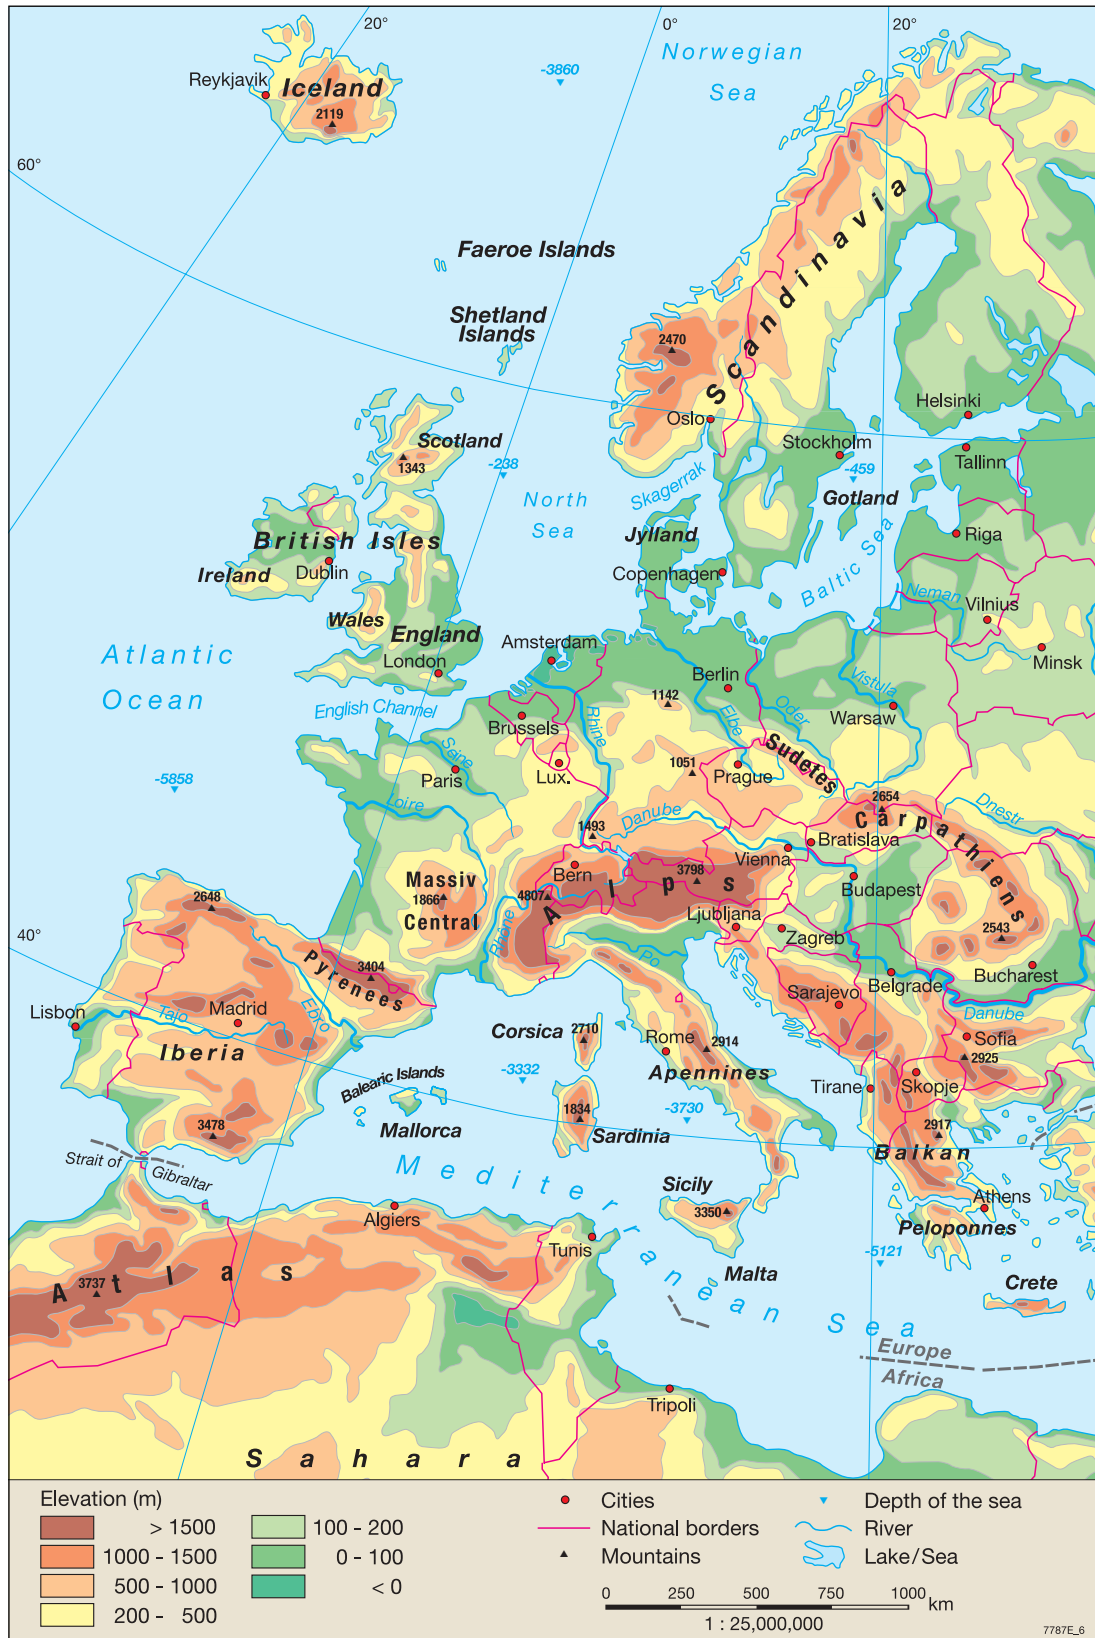 20°
0°
20°
Norwegian
Sea
-3860
Reykjavik
Iceland
2119
60°
Scandinavia
Faeroe Islands
Shetland
Islands
2470
Oslo
Helsinki
Stockholm
Tallinn
-459
Gotland
Scotland
1343
-238
North
Sea
Skagerrak
Jylland
Baltic Sea
Riga
British Isles
Ireland
Dublin
Copenhagen
Neman
Vilnius
Wales
England
London
Amsterdam
Minsk
Atlantic
Ocean
English Channel
Berlin
1142
Brussels
Rhine
Elbe
Oder
Vistula
Warsaw
Seine
Paris
Lux.
1051
Prague
Sudetes
-5858
Loire
1493
Danube
2654
Carpathiens
Dnestr
Bratislava
Vienna
Bern
3798
Alps
Budapest
Massiv
1866
Central
4807
Ljubljana
2648
Zagreb
2543
Rhône
Po
Pyrenees
3404
Bucharest
40°
Belgrade
Lisbon
Madrid
Tajo
Ebro
Iberia
Sarajevo
Danube
Corsica
2710
Rome
2914
Apennines
Sofia
2925
-3332
Balearic Islands
Mallorca
Tirane
Skopje
3478
1834
Sardinia
-3730
2917
Balkan
Strait of
Gibraltar
Mediterranean Sea
Sicily
3350
Athens
Peloponnes
Algiers
Tunis
-5121
Malta
Crete
Atlas
3737
Europe
Africa
Tripoli
Sahara
Elevation (m)
> 1500
1000 - 1500
500 - 1000
200 - 500
100 - 200
0 - 100
< 0
Cities
National borders
Mountains
Depth of the sea
River
Lake/Sea
0 250 500 750 1000 km
1 : 25,000,000
7787E_6